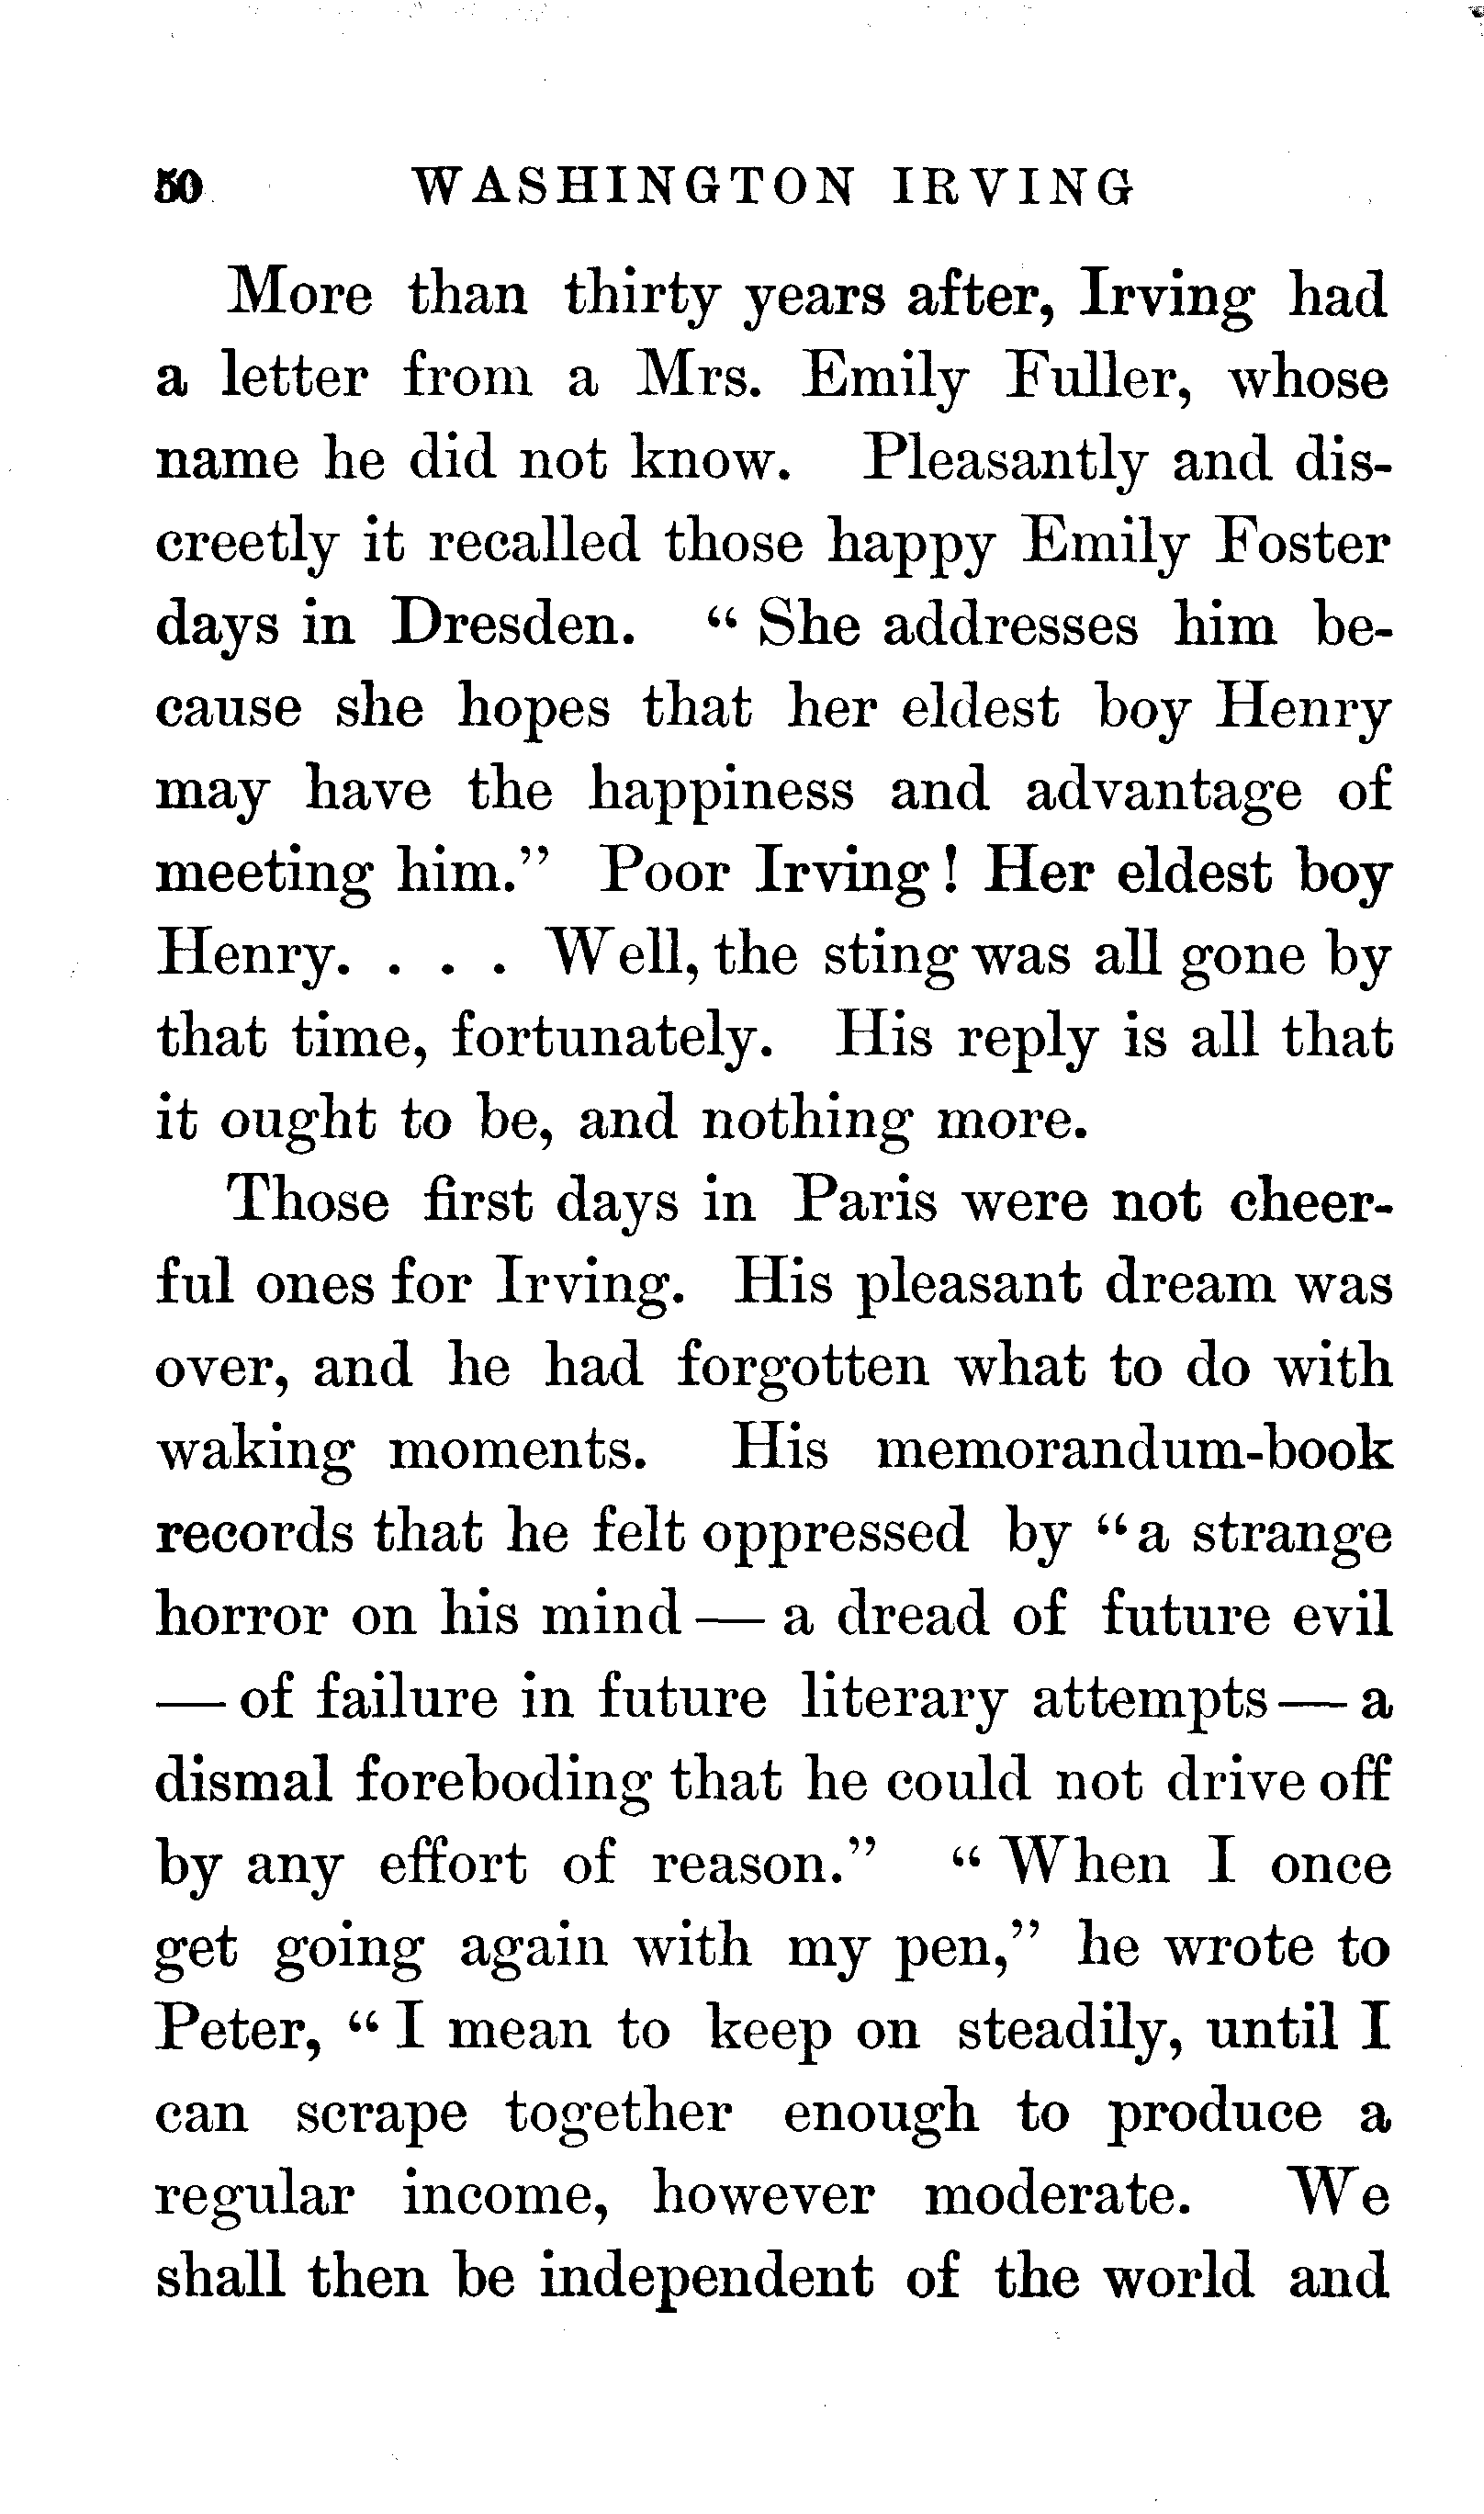 50 WASHINGTON IRVING
More than thirty years after, Irving had
a letter from a Mrs. Emily Fuller, whose
name he did not know. Pleasantly and dis-
creetly it recalled those happy Emily Foster
days in Dresden. “She addresses him be-
cause she hopes that her eldest boy Henry
may have the happiness and advantage of
meeting him.” Poor Irving! Her eldest boy
Henry. . . . Well, the sting was all gone by
that time, fortunately. His reply is all that
it ought to be, and nothing more.
Those first days in Paris were not cheer-
ful ones for Irving. His pleasant dream was
over, and he had forgotten what to do with
waking moments. His memorandum-book
records that he felt oppressed by “a strange
horror on his mind — a dread of future evil
— of failure in future literary attempts — a
dismal foreboding that he could not drive off
by any effort of reason.” “When I once
get going again with my pen,” he wrote to
Peter, “I mean to keep on steadily, until I
can scrape together enough to produce a
regular income, however moderate. We
shall then be independent of the world and